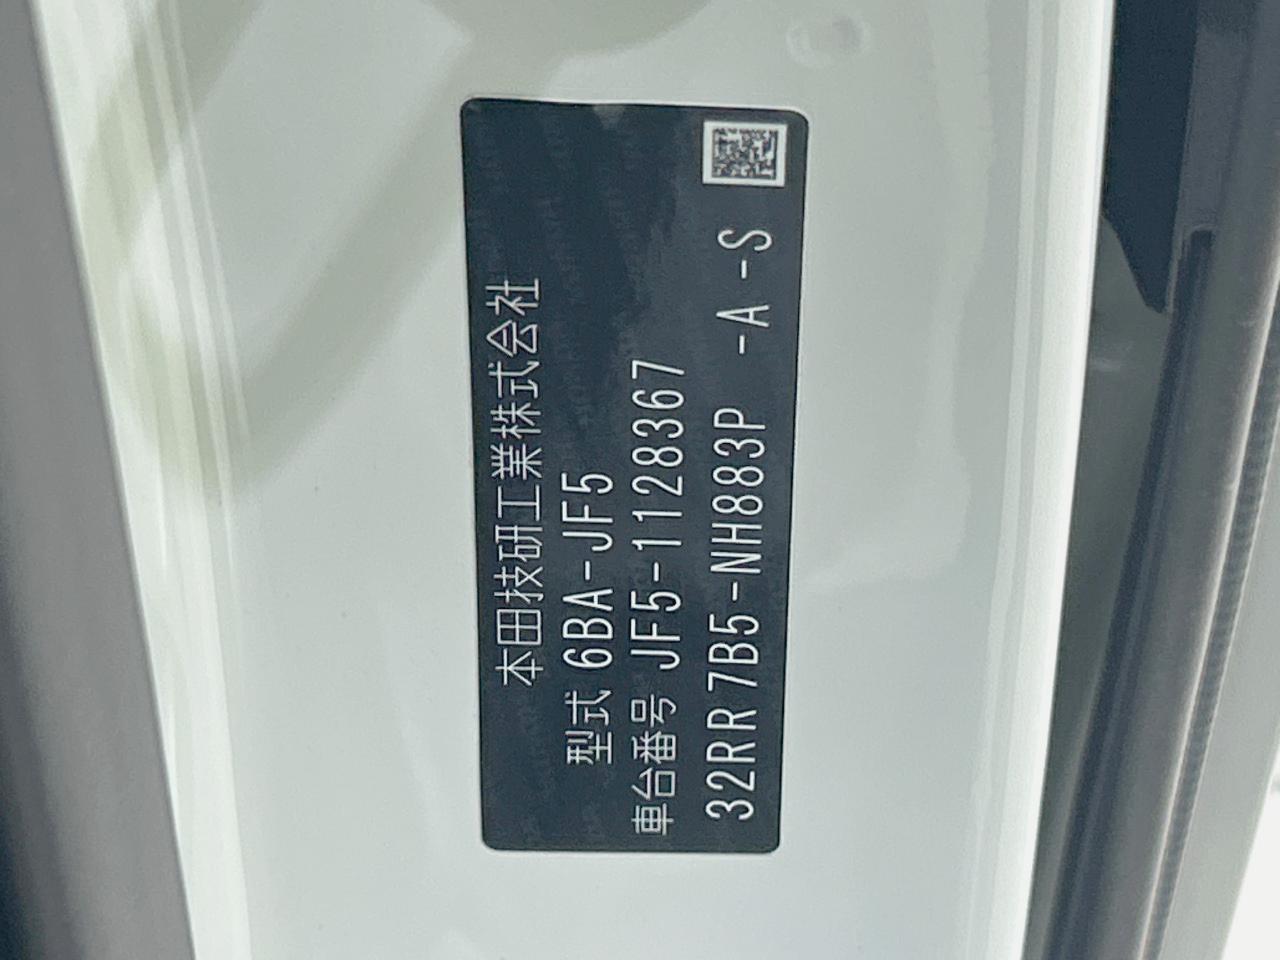 本田技研工業株式会社
型式 6BA-JF5
車台番号 JF5-1128367
32RR 7B5-NH883P -A -S